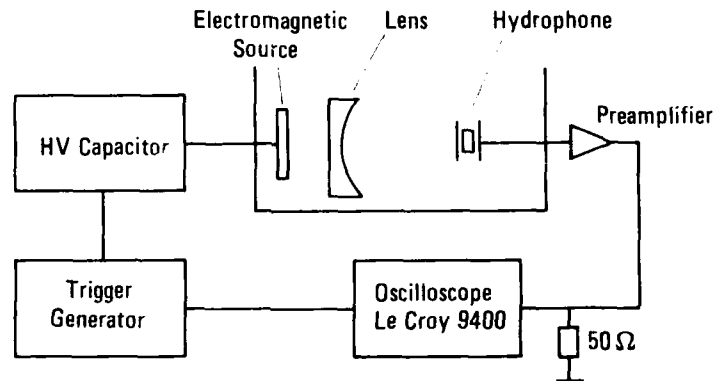 Electromagnetic
Source
Lens
Hydrophone
Preamplifier
HV Capacitor
Trigger
Generator
Oscilloscope
Le Croy 9400
50 Ω